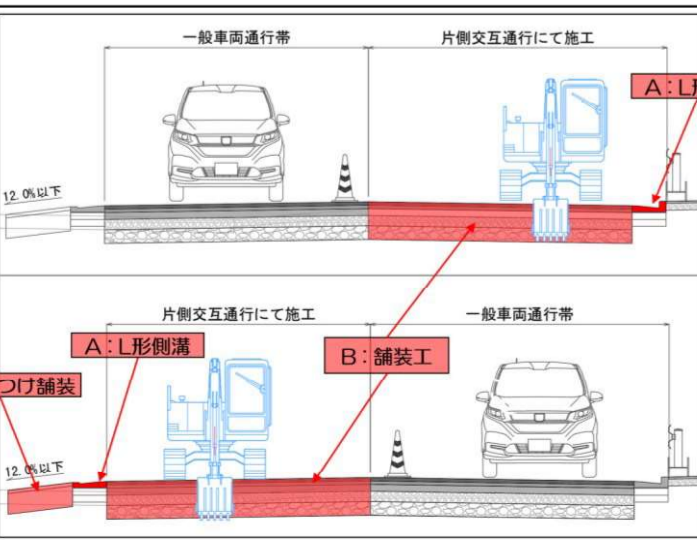 一般車両通行帯
片側交互通行にて施工
A:L形
12.0%以下
片側交互通行にて施工
一般車両通行帯
A:L形側溝
B:舗装工
つけ舗装
12.0%以下